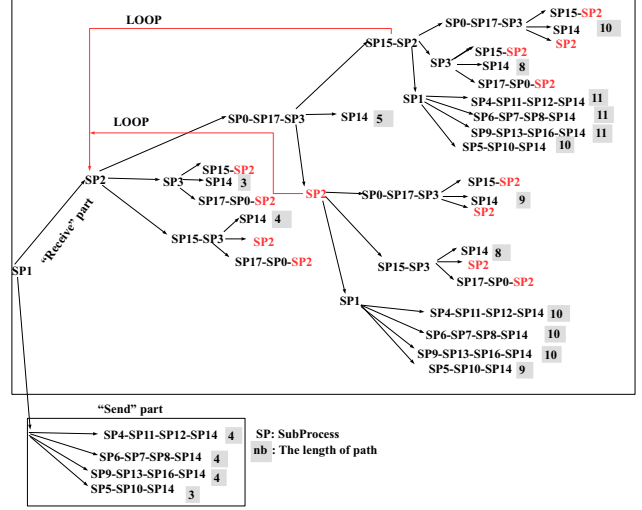 LOOP
SP15-SP2
SP0-SP17-SP3
SP15-SP2
SP14 10
SP2
SP3
SP15-SP2
SP14 8
SP17-SP0-SP2
SP1
SP4-SP11-SP12-SP14 11
SP6-SP7-SP8-SP14 11
SP9-SP13-SP16-SP14 11
SP5-SP10-SP14 10
LOOP
SP0-SP17-SP3
SP14 5
SP2
SP3
SP15-SP2
SP14 3
SP17-SP0-SP2
SP15-SP3
SP14 4
SP2
SP17-SP0-SP2
SP2
SP0-SP17-SP3
SP15-SP2
SP14 9
SP2
SP15-SP3
SP14 8
SP2
SP17-SP0-SP2
SP1
SP4-SP11-SP12-SP14 10
SP6-SP7-SP8-SP14 10
SP9-SP13-SP16-SP14 10
SP5-SP10-SP14 9
“Receive” part
SP1
“Send” part
SP4-SP11-SP12-SP14 4
SP6-SP7-SP8-SP14 4
SP9-SP13-SP16-SP14 4
SP5-SP10-SP14 3
SP: SubProcess
nb : The length of path